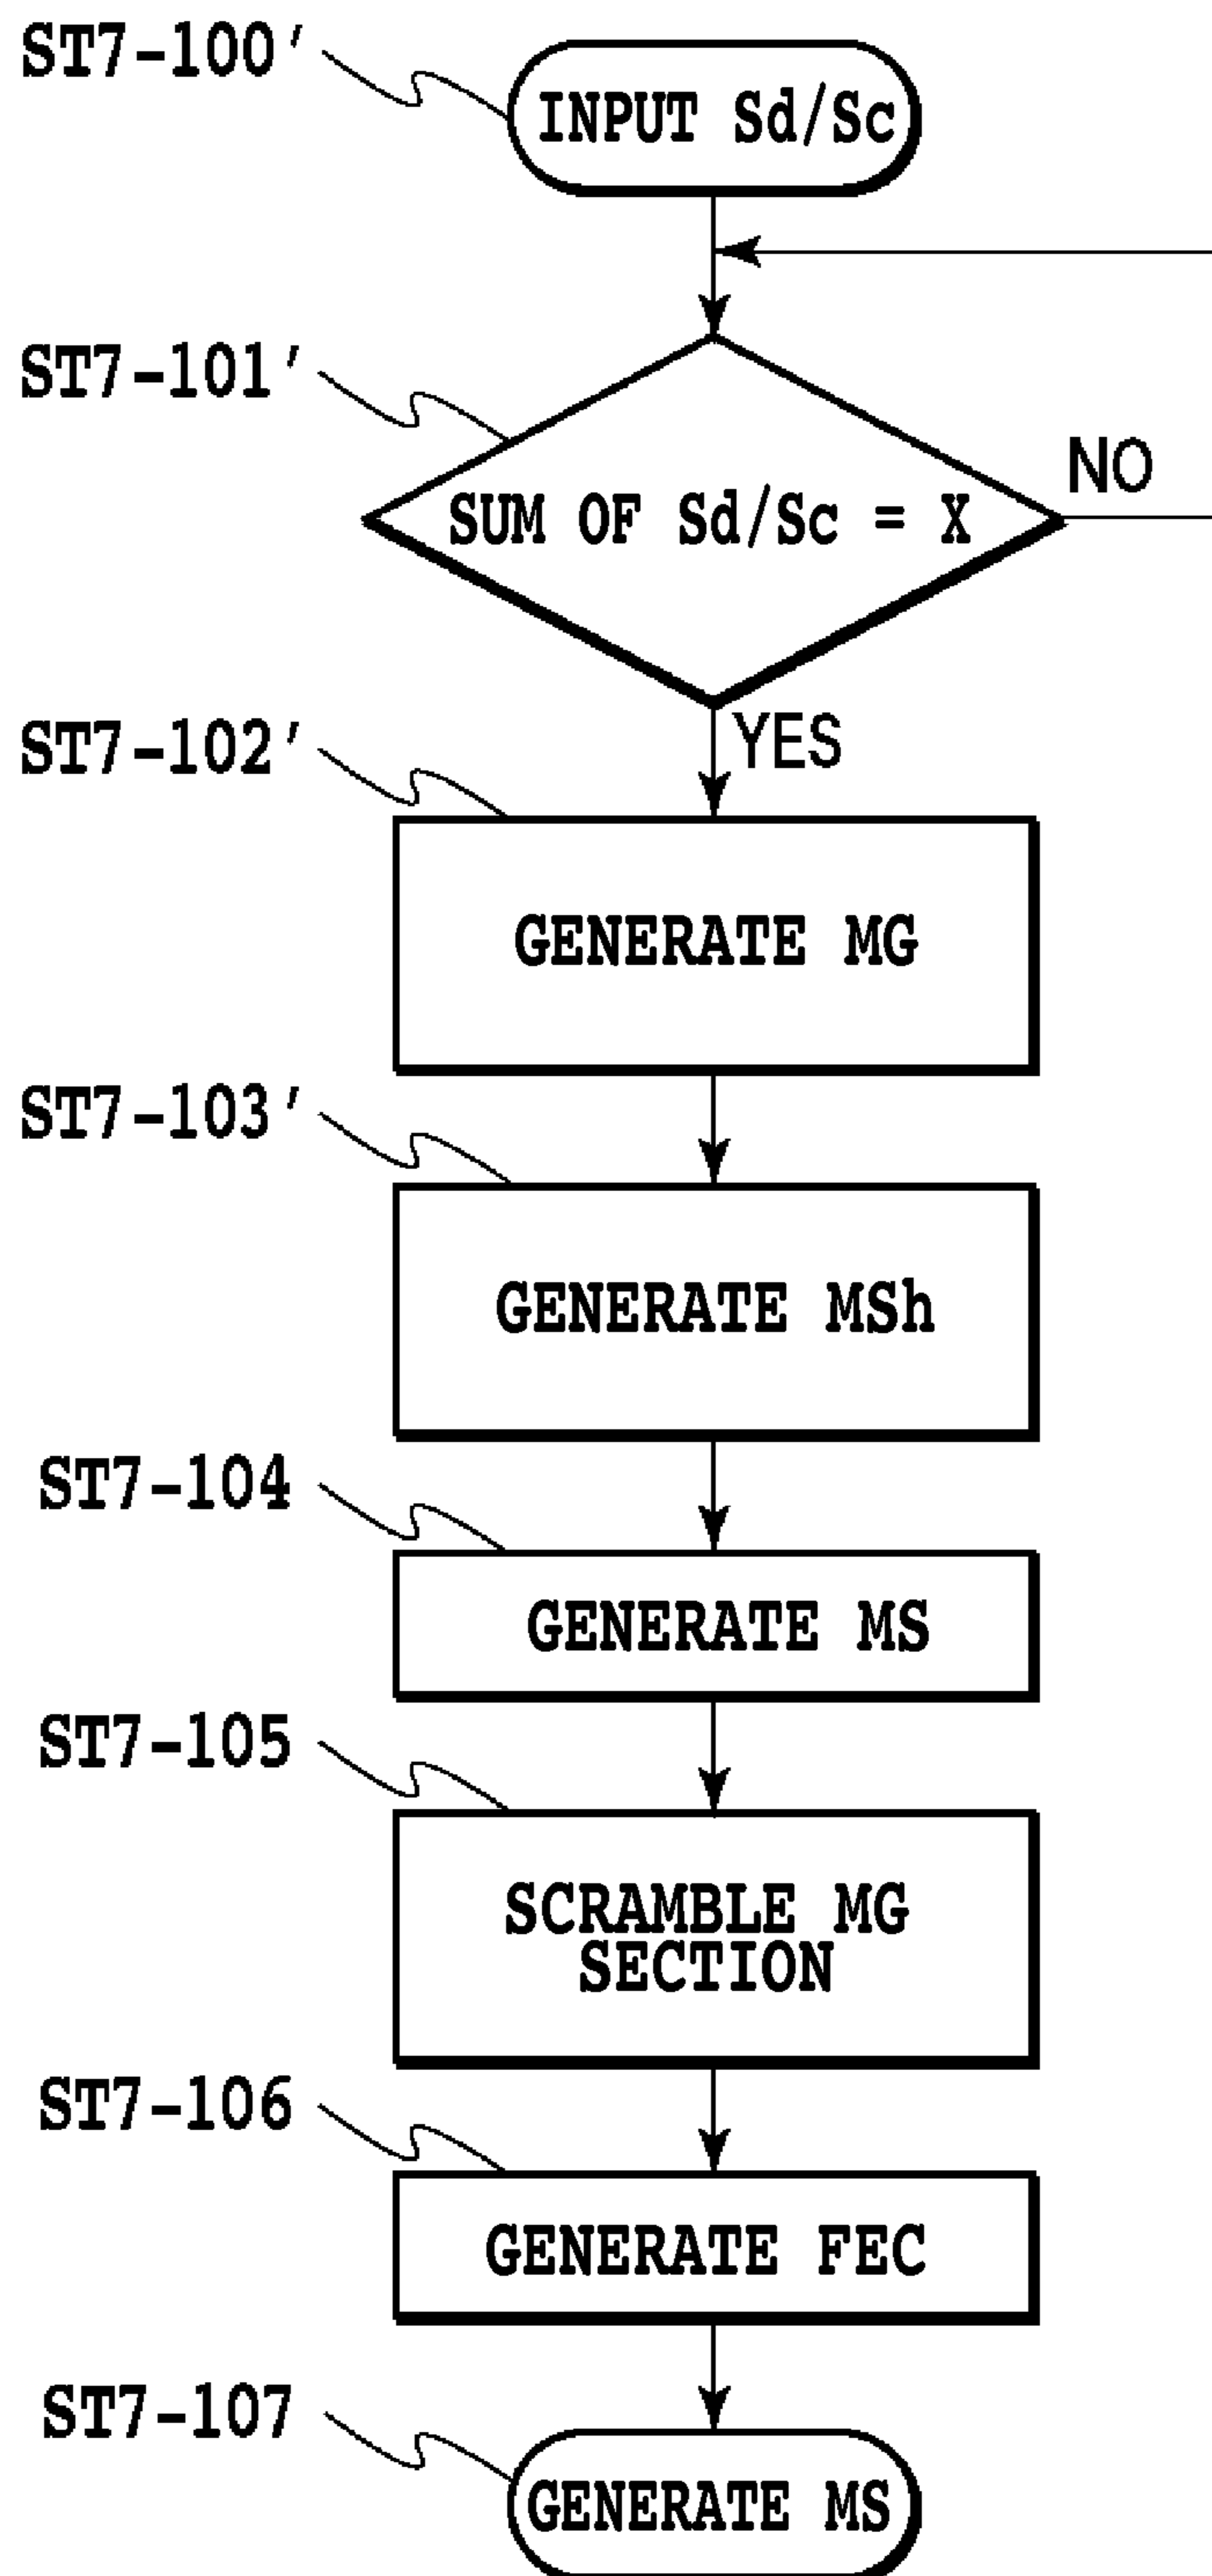 ST7-100'
INPUT Sd/Sc
ST7-101'
SUM OF Sd/Sc = X
NO
YES
ST7-102'
GENERATE MG
ST7-103'
GENERATE MSh
ST7-104
GENERATE MS
ST7-105
SCRAMBLE MG
SECTION
ST7-106
GENERATE FEC
ST7-107
GENERATE MS